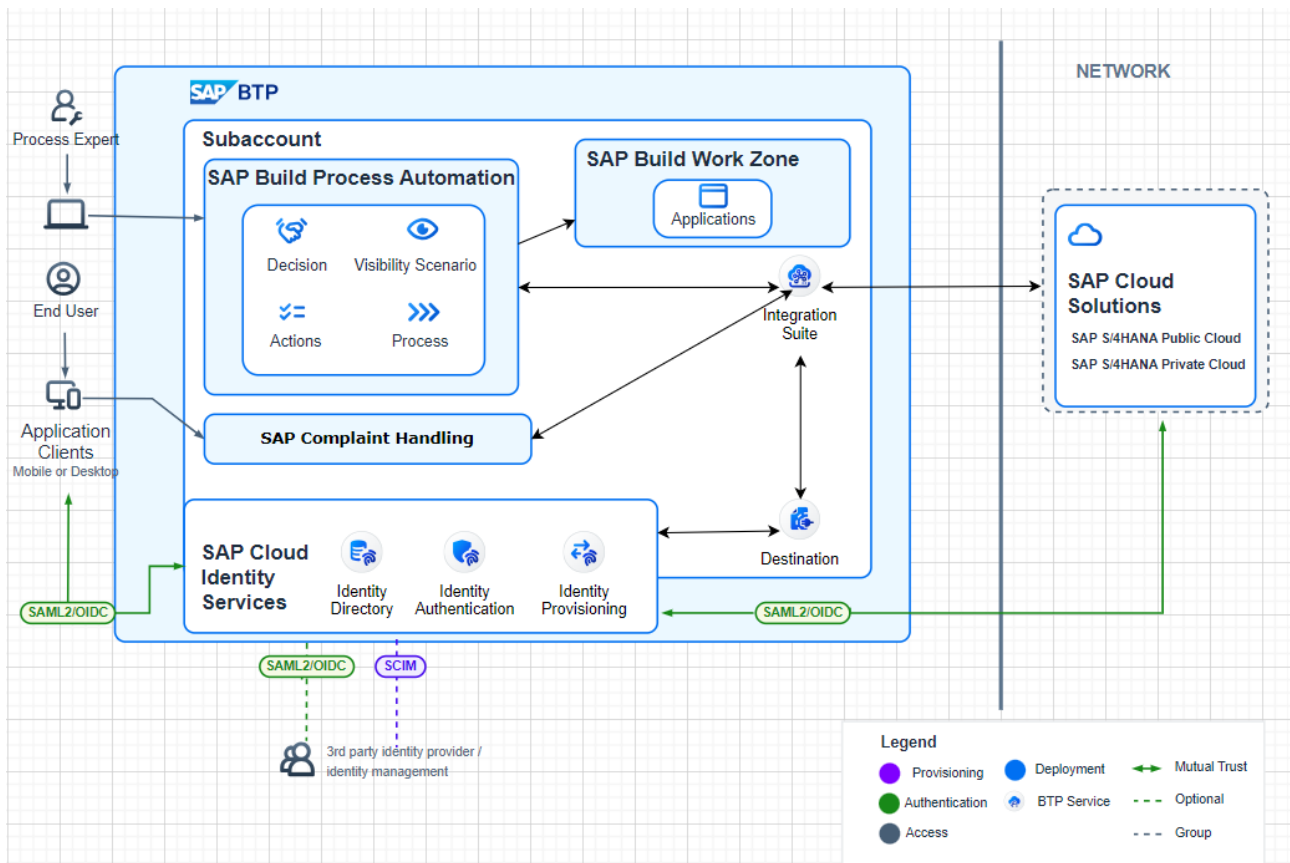 SAP BTP
NETWORK
Process Expert
Subaccount
SAP Build Process Automation
Decision
Visibility Scenario
Actions
Process
SAP Build Work Zone
Applications
End User
Integration
Suite
SAP Cloud
Solutions
SAP S/4HANA Public Cloud
SAP S/4HANA Private Cloud
Application
Clients
Mobile or Desktop
SAP Complaint Handling
SAP Cloud
Identity
Services
Identity
Directory
Identity
Authentication
Identity
Provisioning
Destination
SAML2/OIDC
SAML2/OIDC
SAML2/OIDC
SCIM
3rd party identity provider /
identity management
Legend
Provisioning
Deployment
Mutual Trust
Authentication
BTP Service
Optional
Access
Group